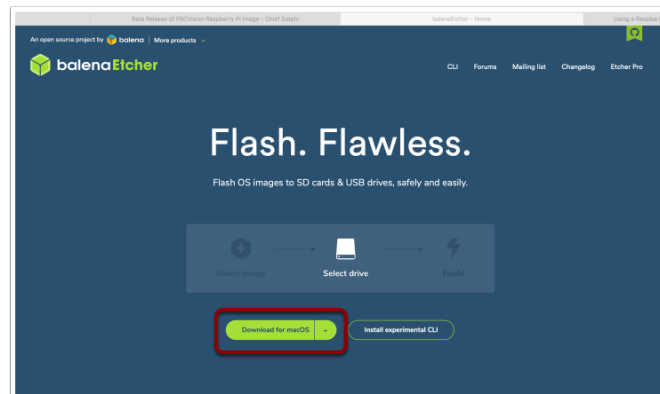 Beta Release of FRCVision Raspberry PI Image - Chief Delphi
balenaEtcher - Home
Using a Raspber
An open source project by balena | More products
balenaEtcher
CLI Forums Mailing list Changelog Etcher Pro
Flash. Flawless.
Flash OS images to SD cards & USB drives, safely and easily.
Select image Select drive Flash!
Download for macOS Install experimental CLI